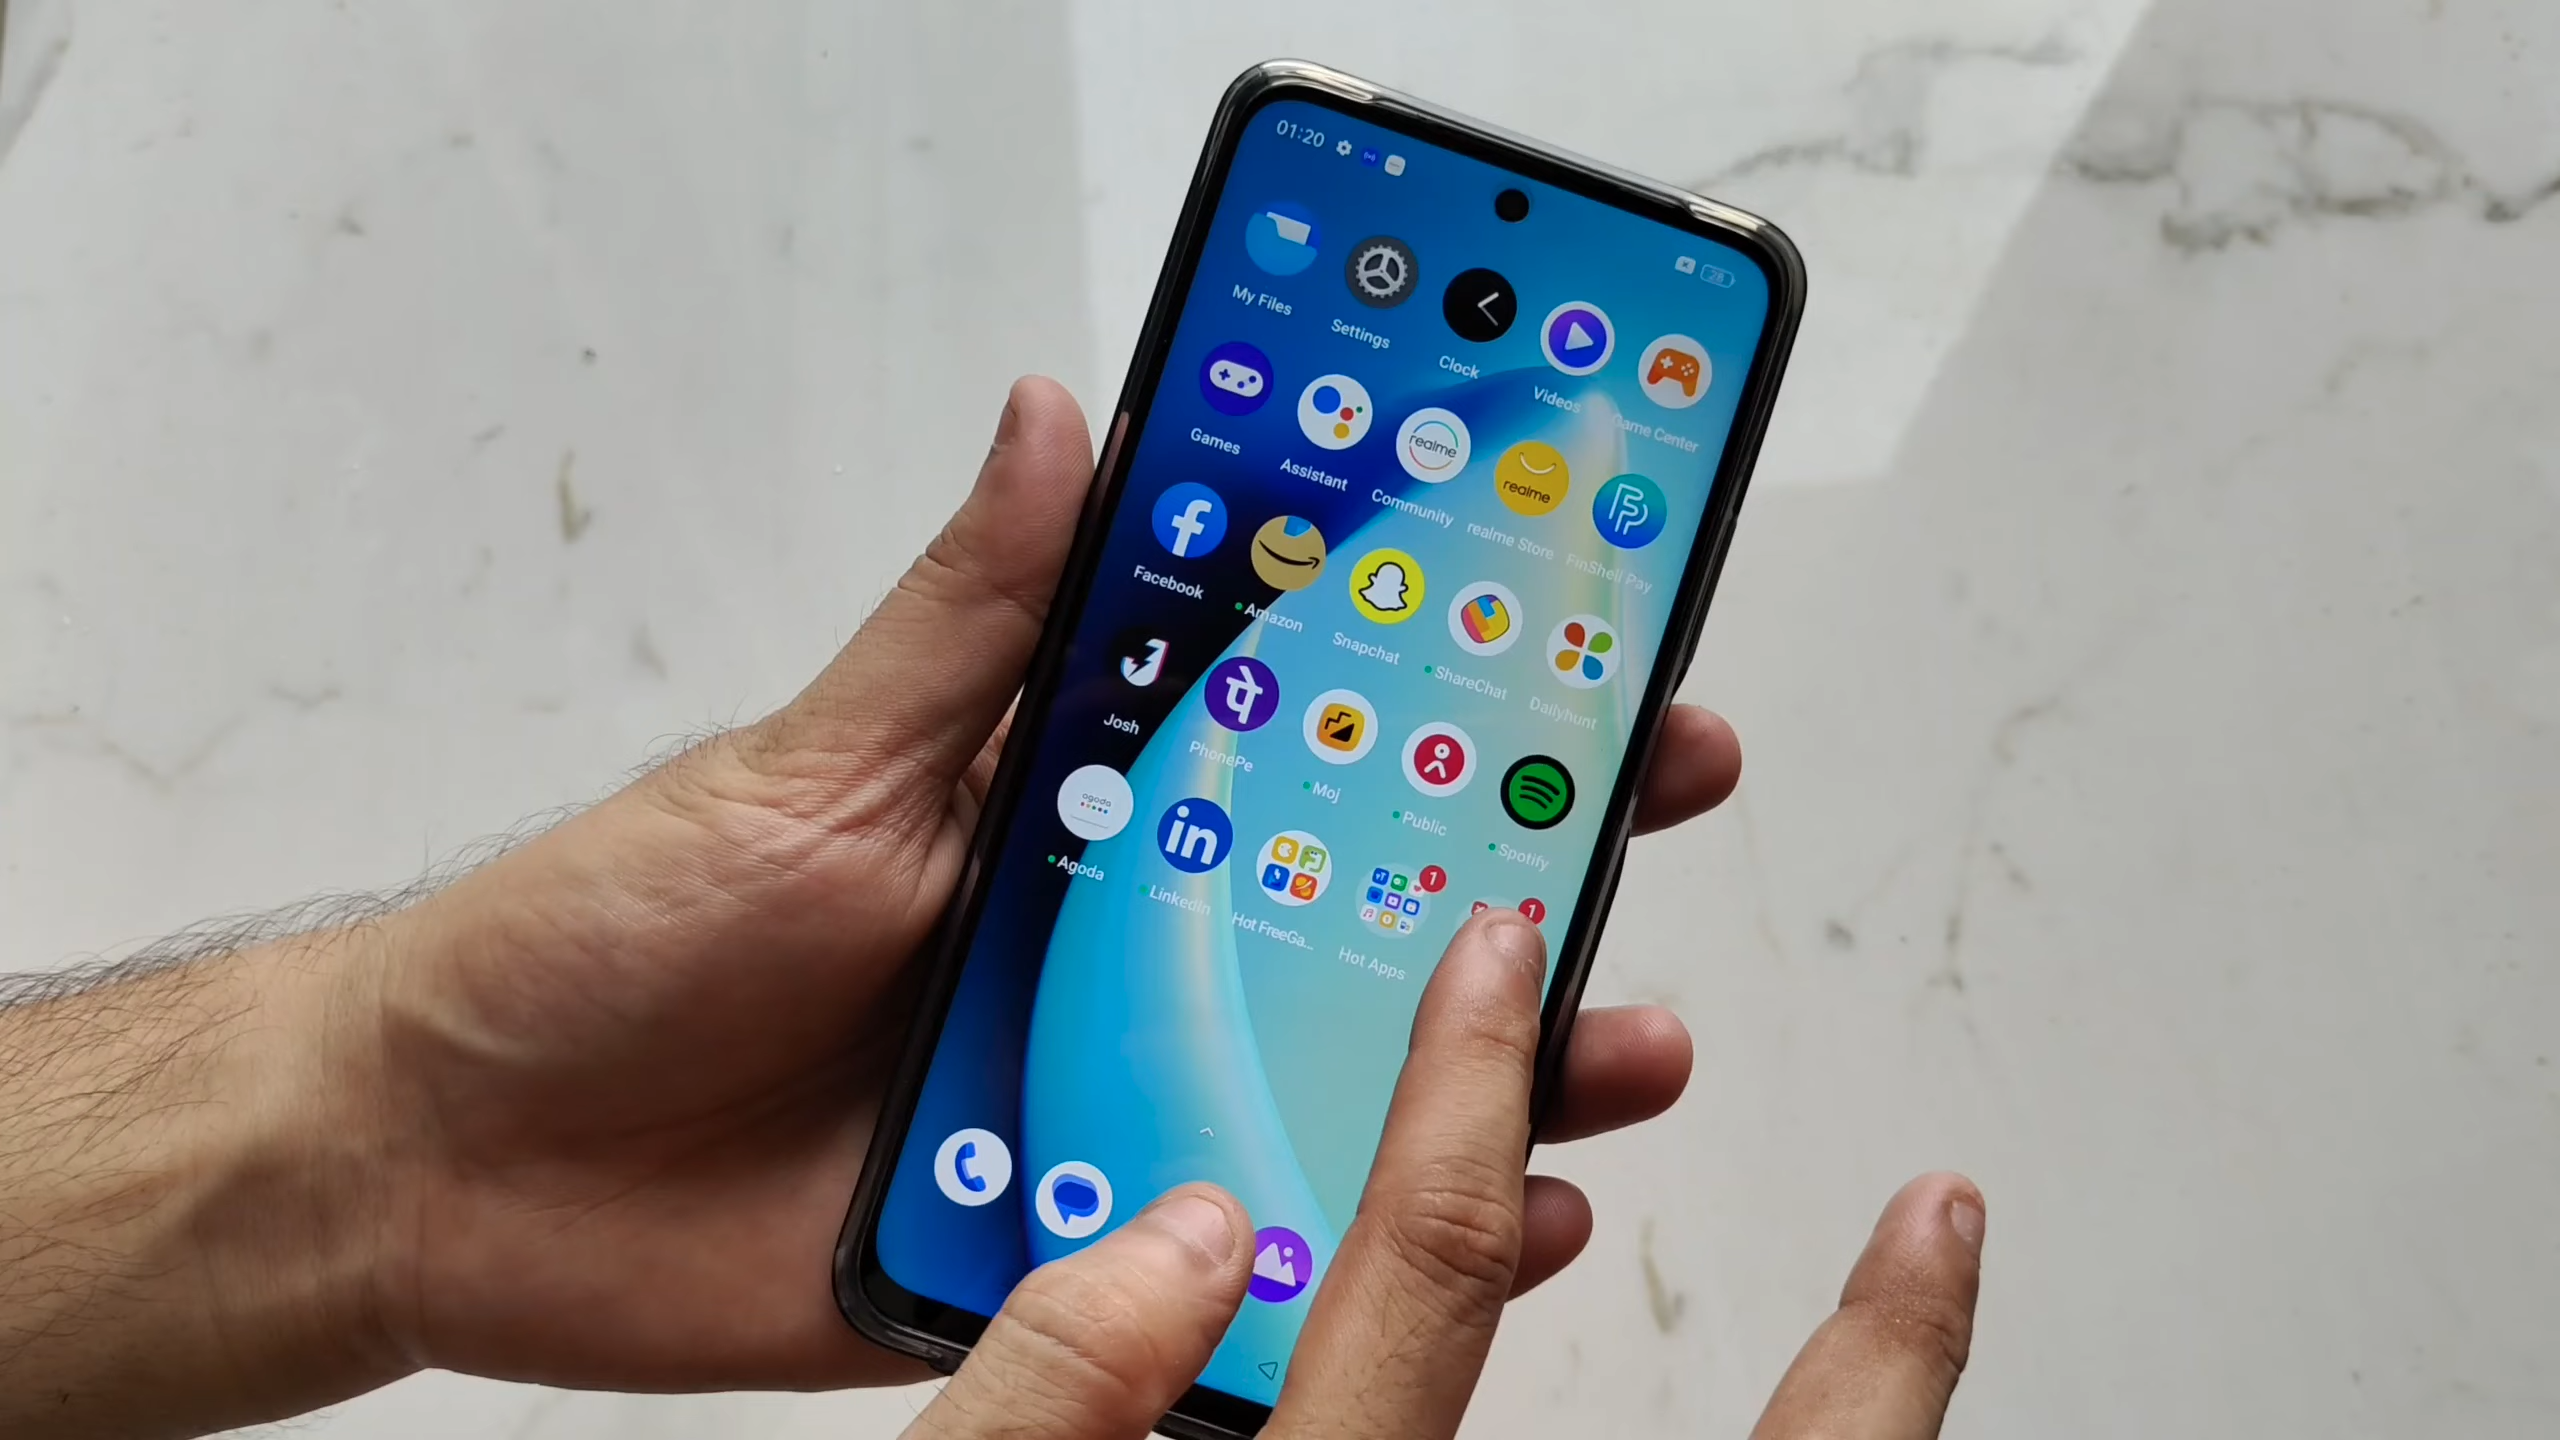 01:20
28
My Files
Settings
Clock
Videos
Game Center
Games
Assistant
realme
Community
realme
realme Store
FinShell Pay
Facebook
Amazon
Snapchat
ShareChat
Dailyhunt
Josh
पे
PhonePe
Moj
Public
Spotify
agoda
Agoda
in
LinkedIn
Hot FreeGa...
1
Hot Apps
1